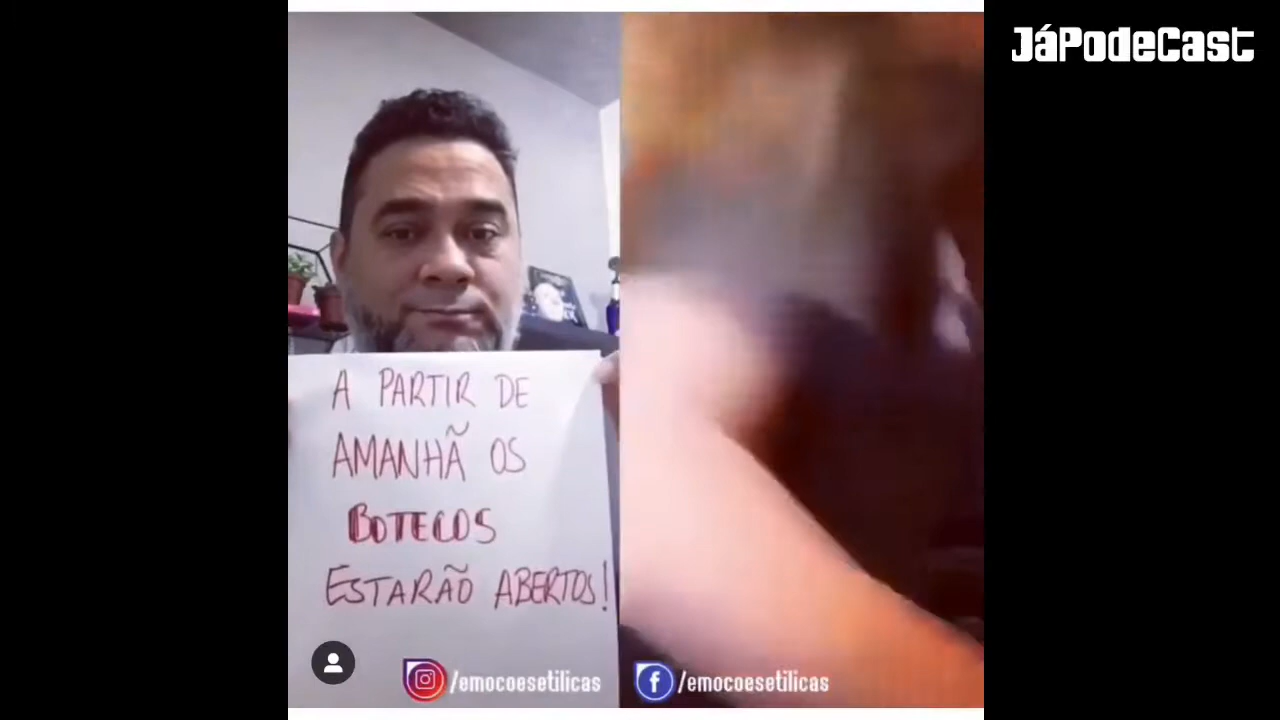 JáPodeCast
A PARTIR DE
AMANHÃ OS
BOTECOS
ESTARÃO ABERTOS!
/emocoesetilicas
/emocoesetilicas